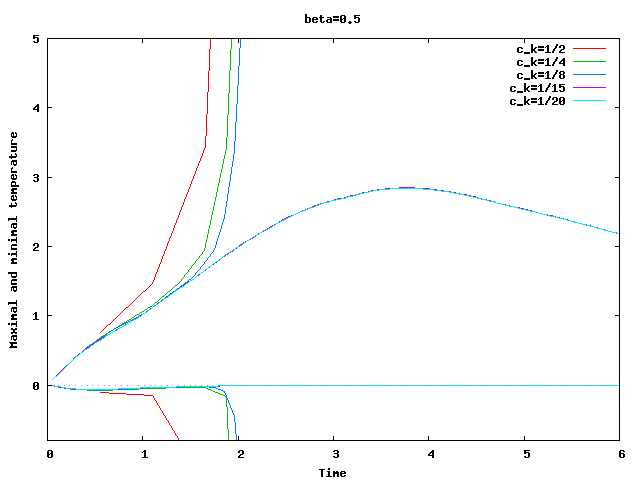 beta=0.5
c_k=1/2
c_k=1/4
c_k=1/8
c_k=1/15
c_k=1/20
Maximal and minimal temperature
5
4
3
2
1
0
0 1 2 3 4 5 6
Time